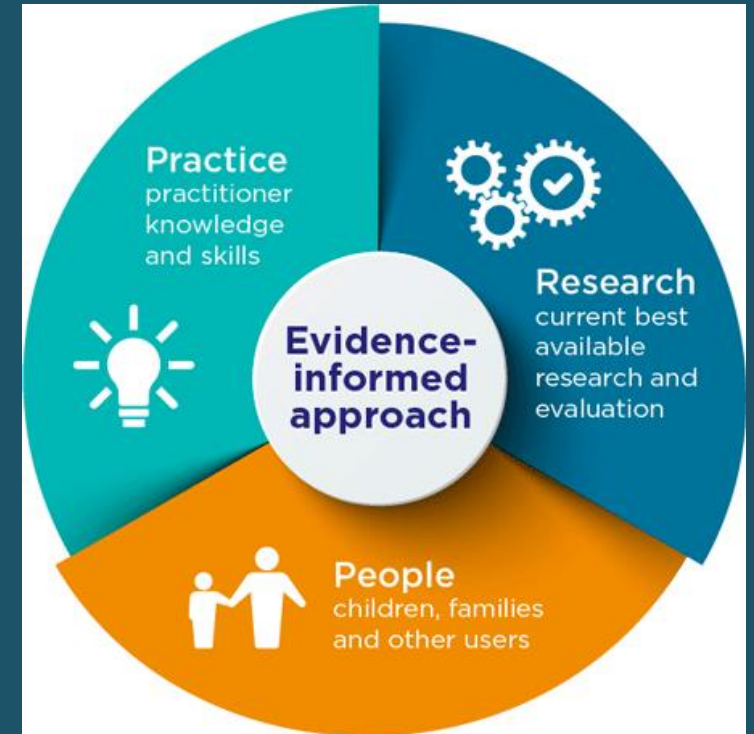 Practice
practitioner
knowledge
and skills
Research
current best
available
research and
evaluation
Evidence-
informed
approach
People
children, families
and other users